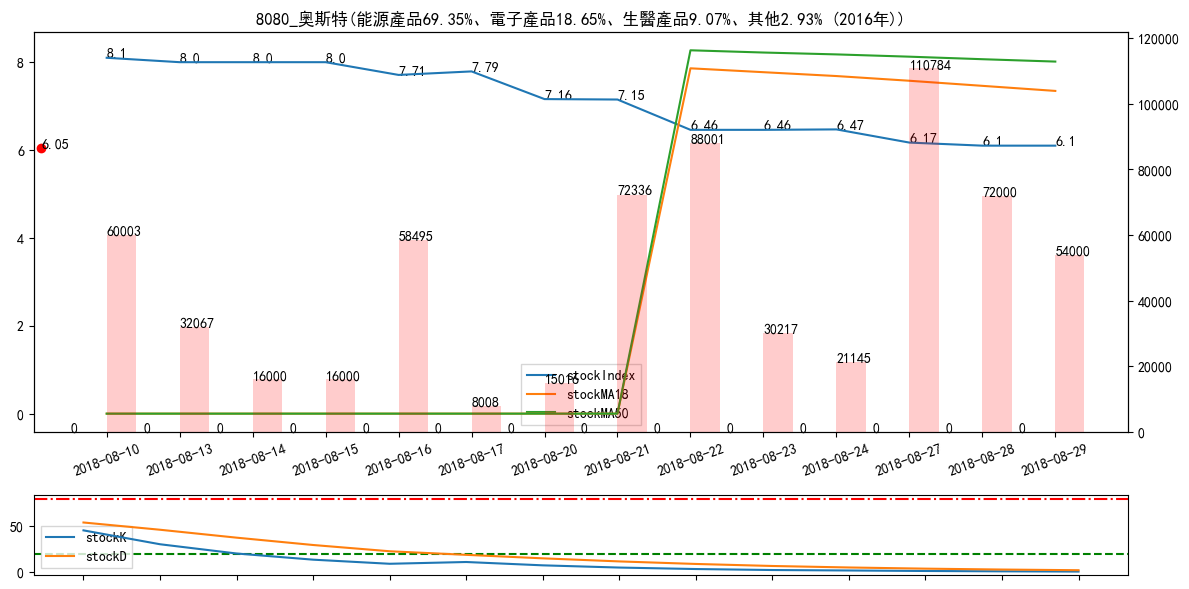 8080_奧斯特(能源產品69.35%、電子產品18.65%、生醫產品9.07%、其他2.93% (2016年))
8 6 4 2 0
120000 100000 80000 60000 40000 20000 0
8.1 8.0 8.0 8.0 7.71 7.79 7.16 7.15 6.46 6.46 6.47 6.17 6.1 6.1
6.05
60003 32067 16000 16000 58495 8008 15016 72336 88001 30217 21145 110784 72000 54000
stockIndex
stockMA18
stockMA60
0 0 0 0 0 0 0 0 0 0 0 0 0 0
2018-08-10 2018-08-13 2018-08-14 2018-08-15 2018-08-16 2018-08-17 2018-08-20 2018-08-21 2018-08-22 2018-08-23 2018-08-24 2018-08-27 2018-08-28 2018-08-29
50 0
stockK
stockD